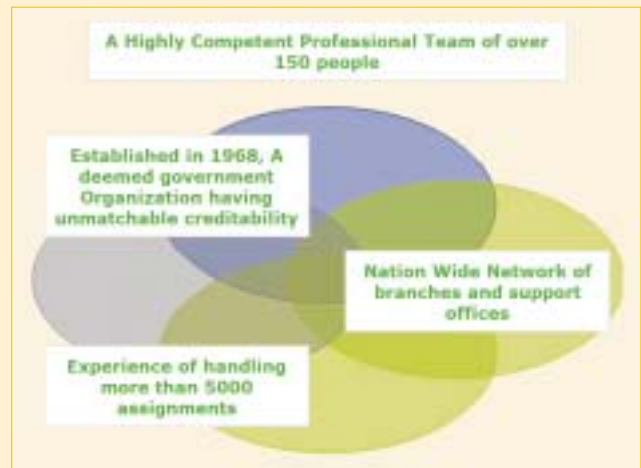 A Highly Competent Professional Team of over
150 people
Established in 1968, A
deemed government
Organization having
unmatchable creditability
Nation Wide Network of
branches and support
offices
Experience of handling
more than 5000
assignments